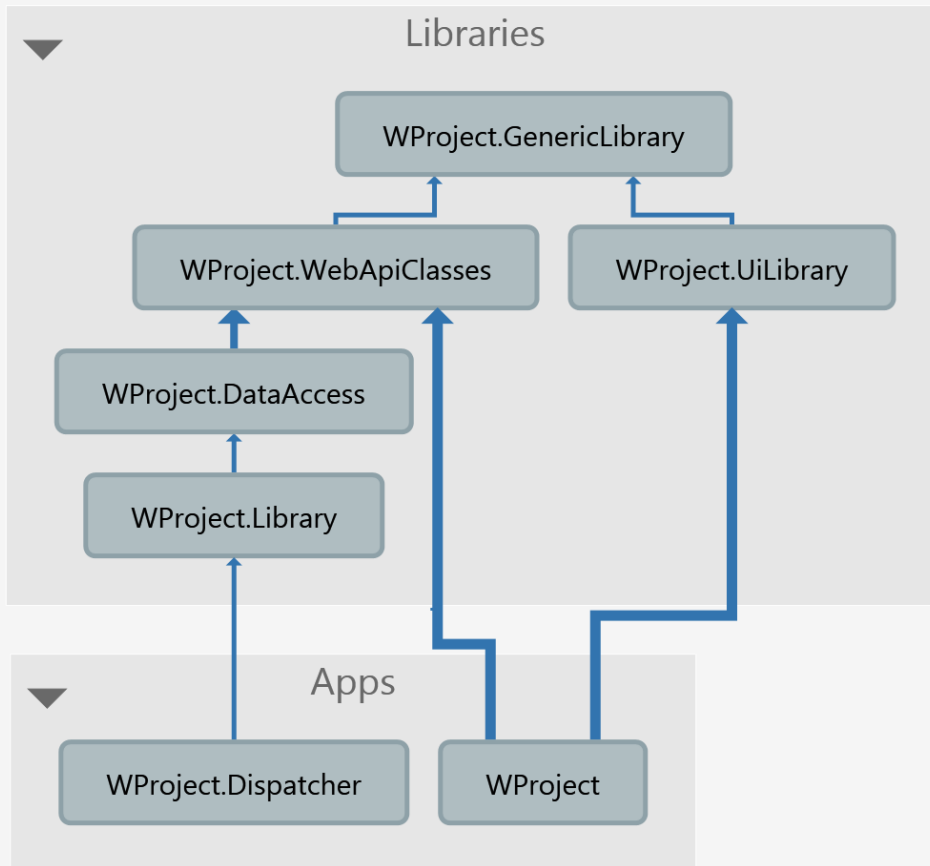 Libraries
WProject.GenericLibrary
WProject.WebApiClasses
WProject.UiLibrary
WProject.DataAccess
WProject.Library
Apps
WProject.Dispatcher
WProject